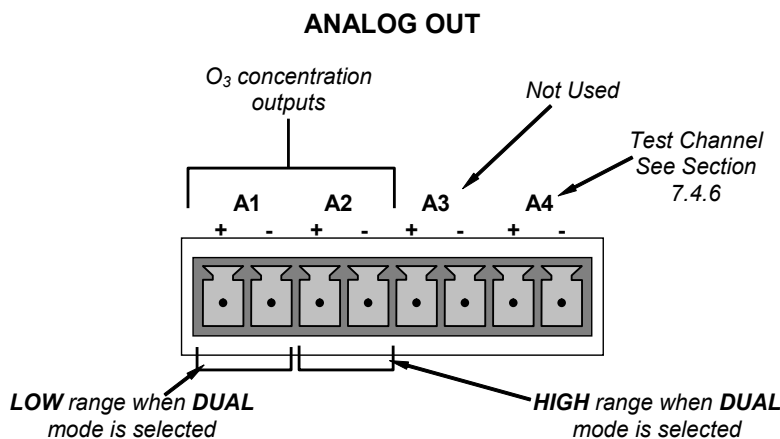 ANALOG OUT
O₃ concentration
outputs
Not Used
Test Channel
See Section
7.4.6
A1 A2 A3 A4
+ - + - + - + -
LOW range when DUAL
mode is selected
HIGH range when DUAL
mode is selected